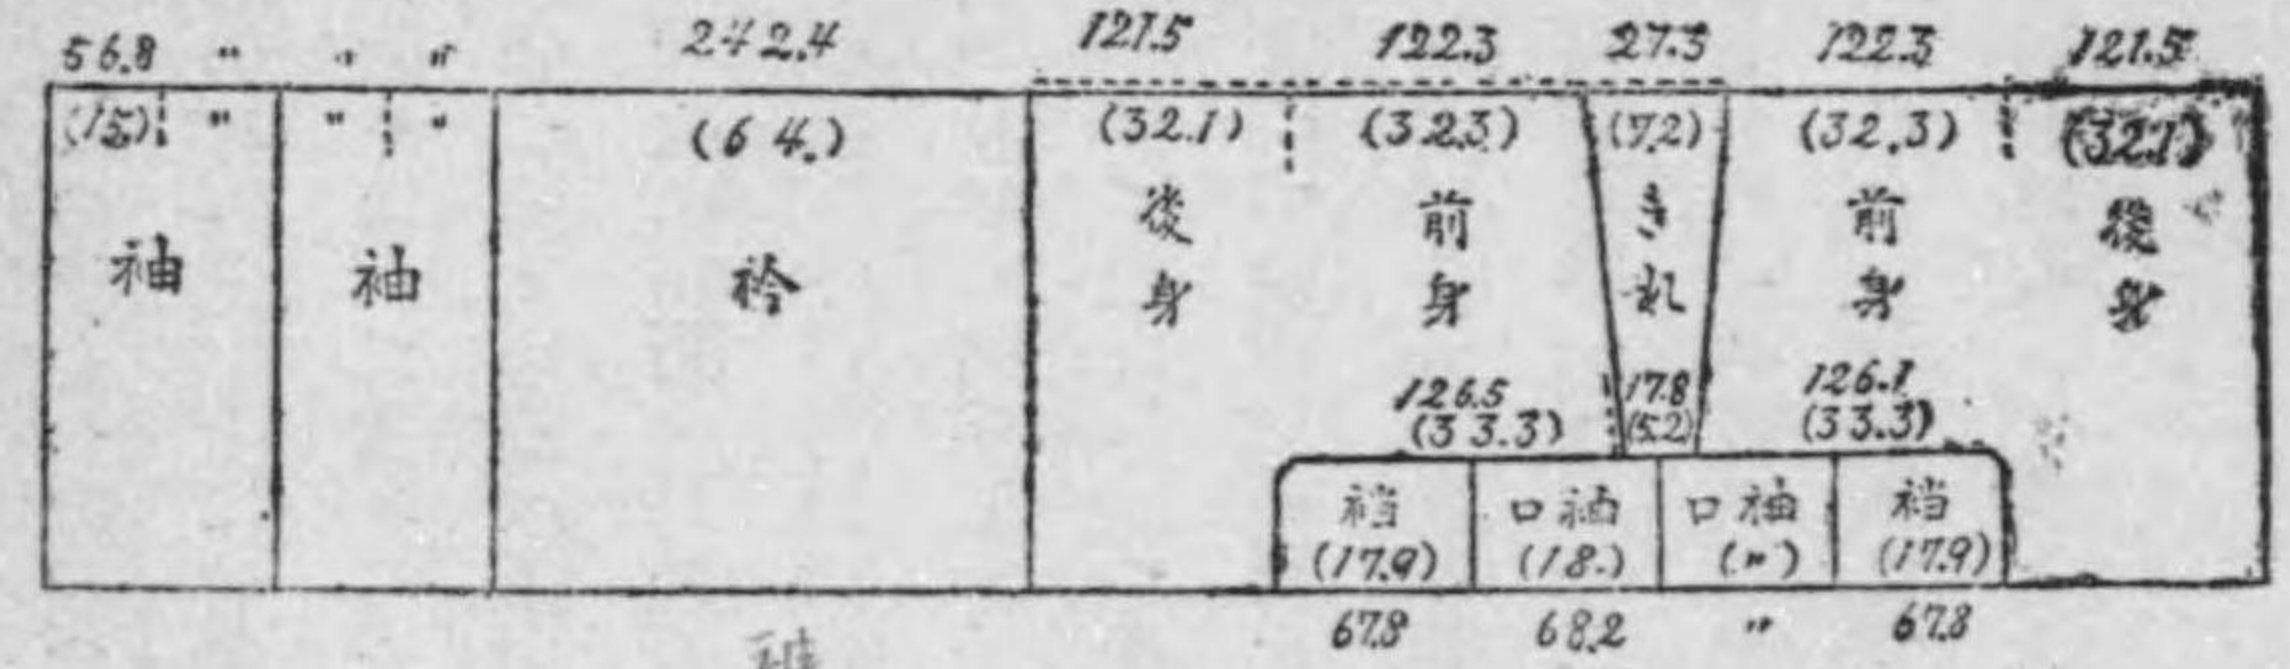 56.8 〃 〃 〃 242.4 121.5 122.3 27.3 122.3 121.5
(15) 〃 〃 〃 (64.) (32.1) (32.3) (7.2) (32.3) (32.1)
袖 袖 衿 後身 前身 きれ 前身 後身
126.5 17.8 126.1
(33.3) (5.2) (33.3)
裆 口袖 口袖 裆
(17.9) (18.) (〃) (17.9)
67.8 68.2 〃 67.8